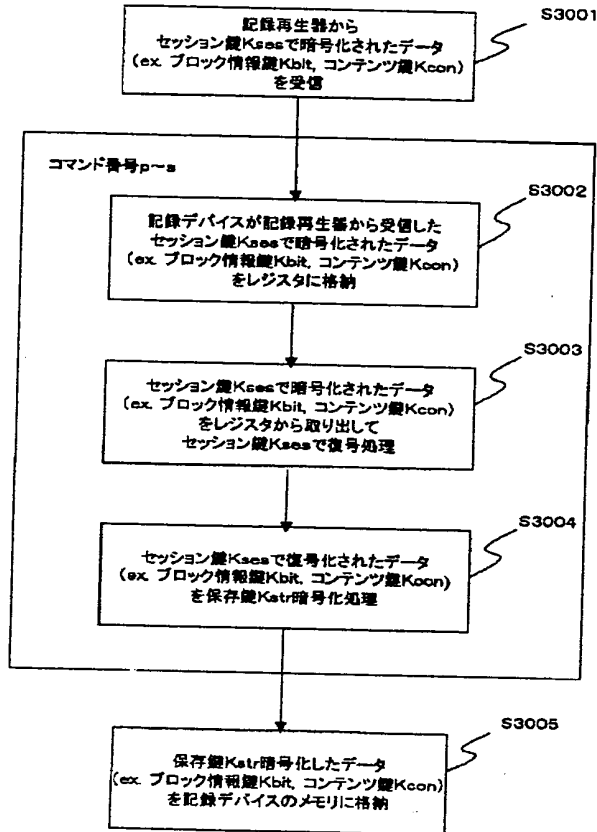 S3001
記録再生器から
セッション鍵Ksesで暗号化されたデータ
(ex. ブロック情報鍵Kbit, コンテンツ鍵Kcon)
を受信
コマンド番号p～s
S3002
記録デバイスが記録再生器から受信した
セッション鍵Ksesで暗号化されたデータ
(ex. ブロック情報鍵Kbit, コンテンツ鍵Kcon)
をレジスタに格納
S3003
セッション鍵Ksesで暗号化されたデータ
(ex. ブロック情報鍵Kbit, コンテンツ鍵Kcon)
をレジスタから取り出して
セッション鍵Ksesで復号処理
S3004
セッション鍵Ksesで復号化されたデータ
(ex. ブロック情報鍵Kbit, コンテンツ鍵Kcon)
を保存鍵Kstr暗号化処理
S3005
保存鍵Kstr暗号化したデータ
(ex. ブロック情報鍵Kbit, コンテンツ鍵Kcon)
を記録デバイスのメモリに格納